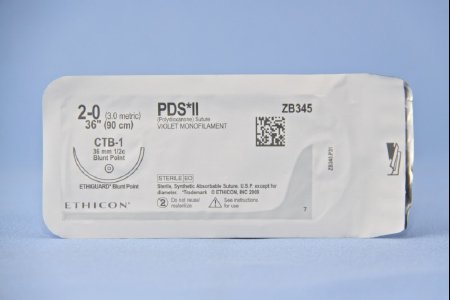 2-0 (3.0 metric)
36" (90 cm)
CTB-1
36 mm 1/2c
Blunt Point
ETHIGUARD Blunt Point
ETHICON
PDS*II
(Polydioxanone) Suture
VIOLET MONOFILAMENT
ZB345
STERILE EO
Sterile, Synthetic Absorbable Suture, U.S.P. except for
diameter. *Trademark © ETHICON, INC 2009
2 Do not reuse/
resterilize
See instructions
for use
7